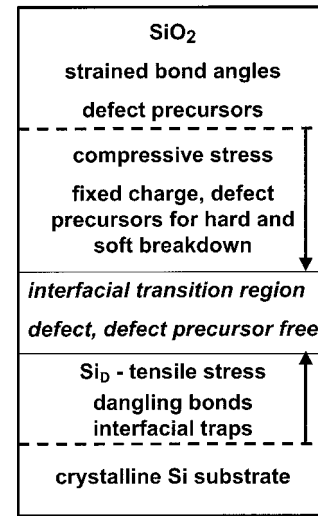 SiO₂
strained bond angles
defect precursors
compressive stress
fixed charge, defect
precursors for hard and
soft breakdown
interfacial transition region
defect, defect precursor free
Si_D - tensile stress
dangling bonds
interfacial traps
crystalline Si substrate